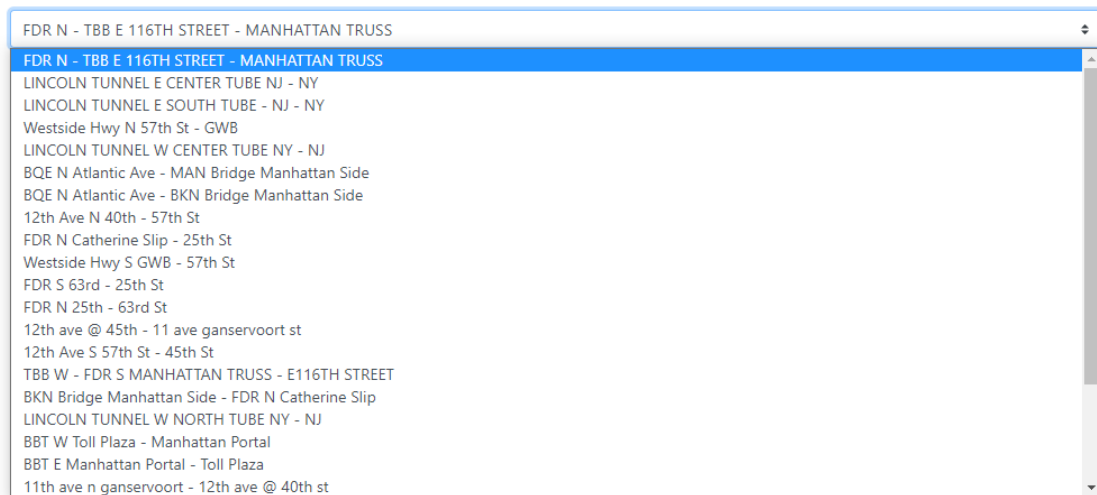 FDR N - TBB E 116TH STREET - MANHATTAN TRUSS
FDR N - TBB E 116TH STREET - MANHATTAN TRUSS
LINCOLN TUNNEL E CENTER TUBE NJ - NY
LINCOLN TUNNEL E SOUTH TUBE - NJ - NY
Westside Hwy N 57th St - GWB
LINCOLN TUNNEL W CENTER TUBE NY - NJ
BQE N Atlantic Ave - MAN Bridge Manhattan Side
BQE N Atlantic Ave - BKN Bridge Manhattan Side
12th Ave N 40th - 57th St
FDR N Catherine Slip - 25th St
Westside Hwy S GWB - 57th St
FDR S 63rd - 25th St
FDR N 25th - 63rd St
12th ave @ 45th - 11 ave ganservoort st
12th Ave S 57th St - 45th St
TBB W - FDR S MANHATTAN TRUSS - E116TH STREET
BKN Bridge Manhattan Side - FDR N Catherine Slip
LINCOLN TUNNEL W NORTH TUBE NY - NJ
BBT W Toll Plaza - Manhattan Portal
BBT E Manhattan Portal - Toll Plaza
11th ave n ganservoort - 12th ave @ 40th st